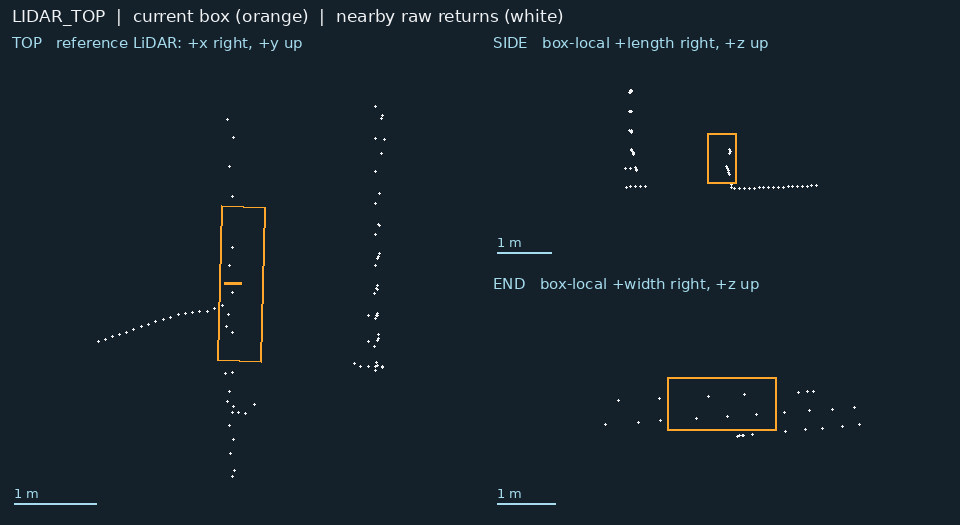 LIDAR_TOP | current box (orange) | nearby raw returns (white)
TOP reference LiDAR: +x right, +y up
SIDE box-local +length right, +z up
1 m
END box-local +width right, +z up
1 m
1 m